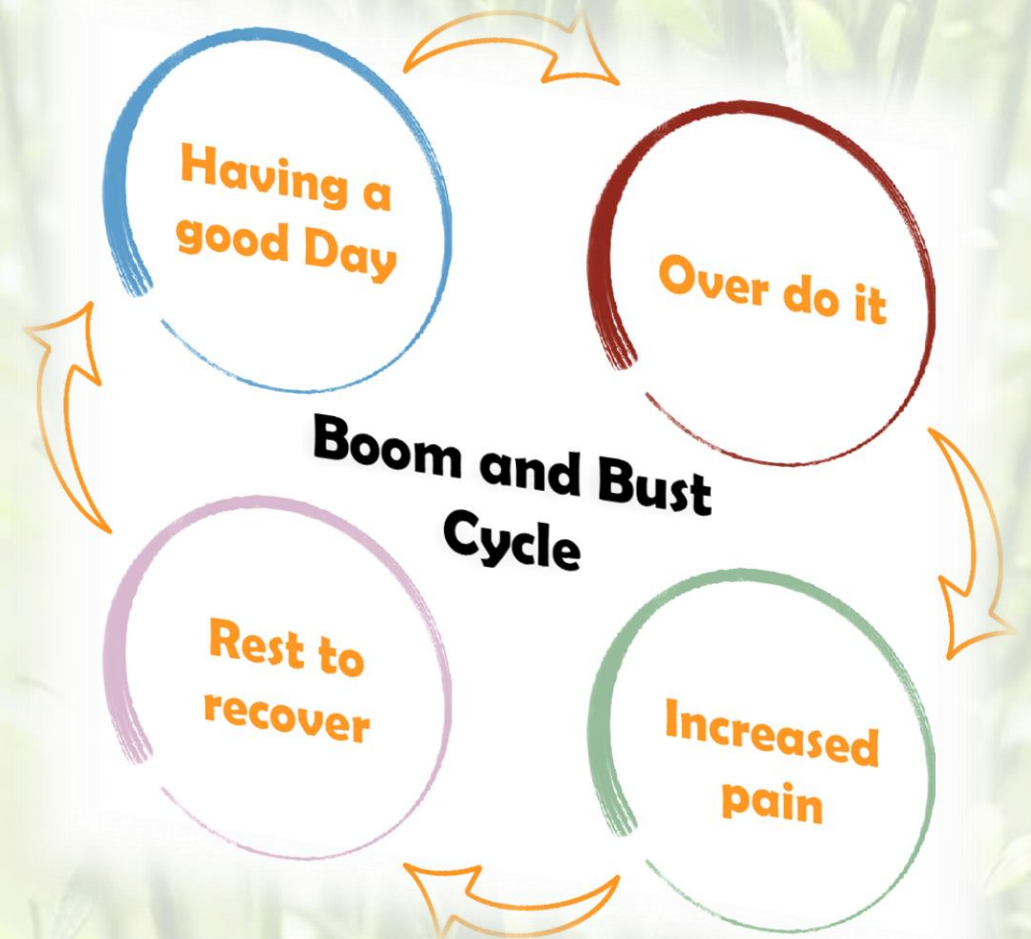 Having a
good Day
Over do it
Boom and Bust
Cycle
Rest to
recover
Increased
pain